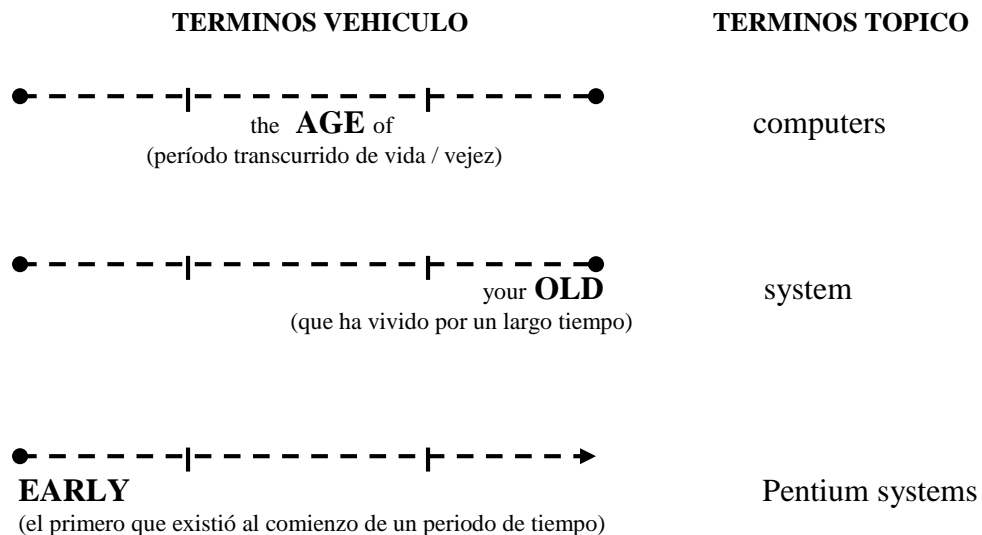 TERMINOS VEHICULO TERMINOS TOPICO
the AGE of computers
(período transcurrido de vida / vejez)
your OLD system
(que ha vivido por un largo tiempo)
EARLY Pentium systems
(el primero que existió al comienzo de un periodo de tiempo)